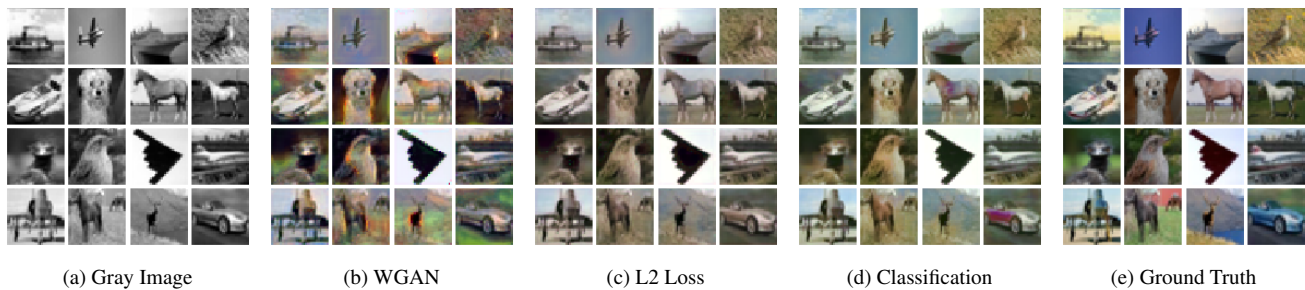 (a) Gray Image
(b) WGAN
(c) L2 Loss
(d) Classification
(e) Ground Truth